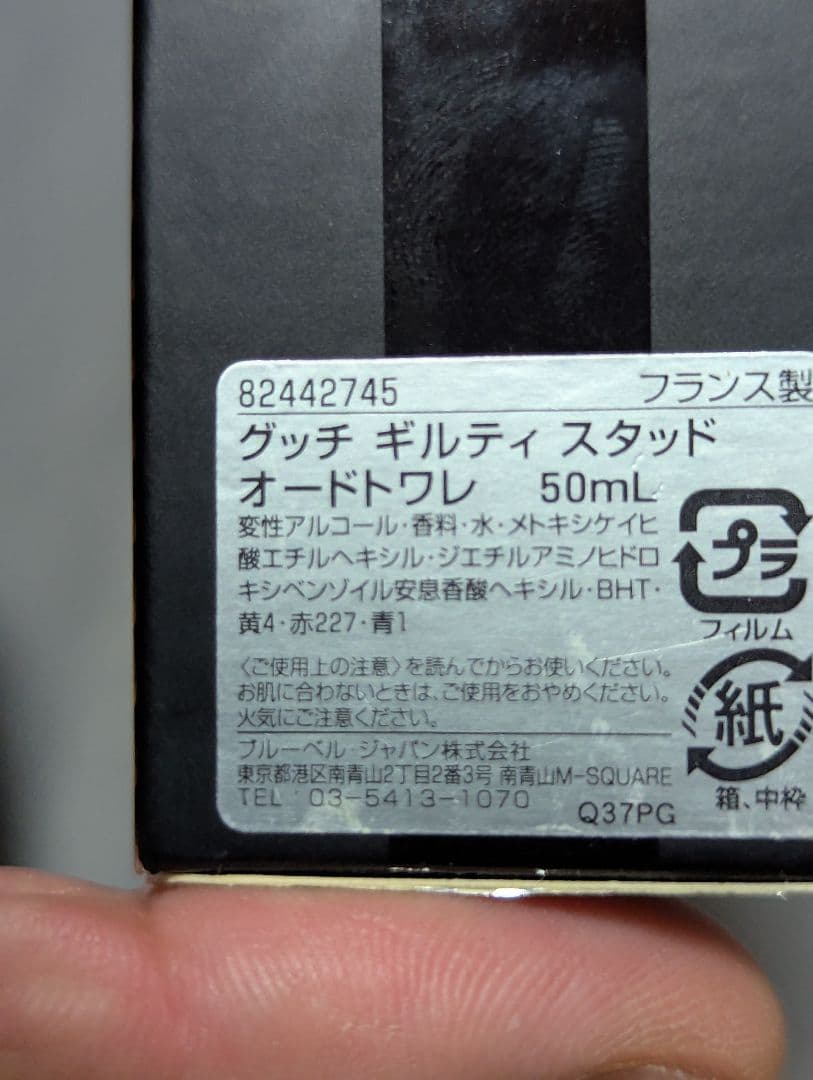 82442745 フランス製
グッチ ギルティ スタッド
オードトワレ 50mL
変性アルコール・香料・水・メトキシケイヒ
酸エチルヘキシル・ジエチルアミノヒドロ
キシベンゾイル安息香酸ヘキシル・BHT・
黄4・赤227・青1
プラ
フィルム
〈ご使用上の注意〉を読んでからお使いください。
お肌に合わないときは、ご使用をおやめください。
火気にご注意ください。
紙
箱、中枠
ブルーベル・ジャパン株式会社
東京都港区南青山2丁目2番3号 南青山M-SQUARE
TEL 03-5413-1070
Q37PG